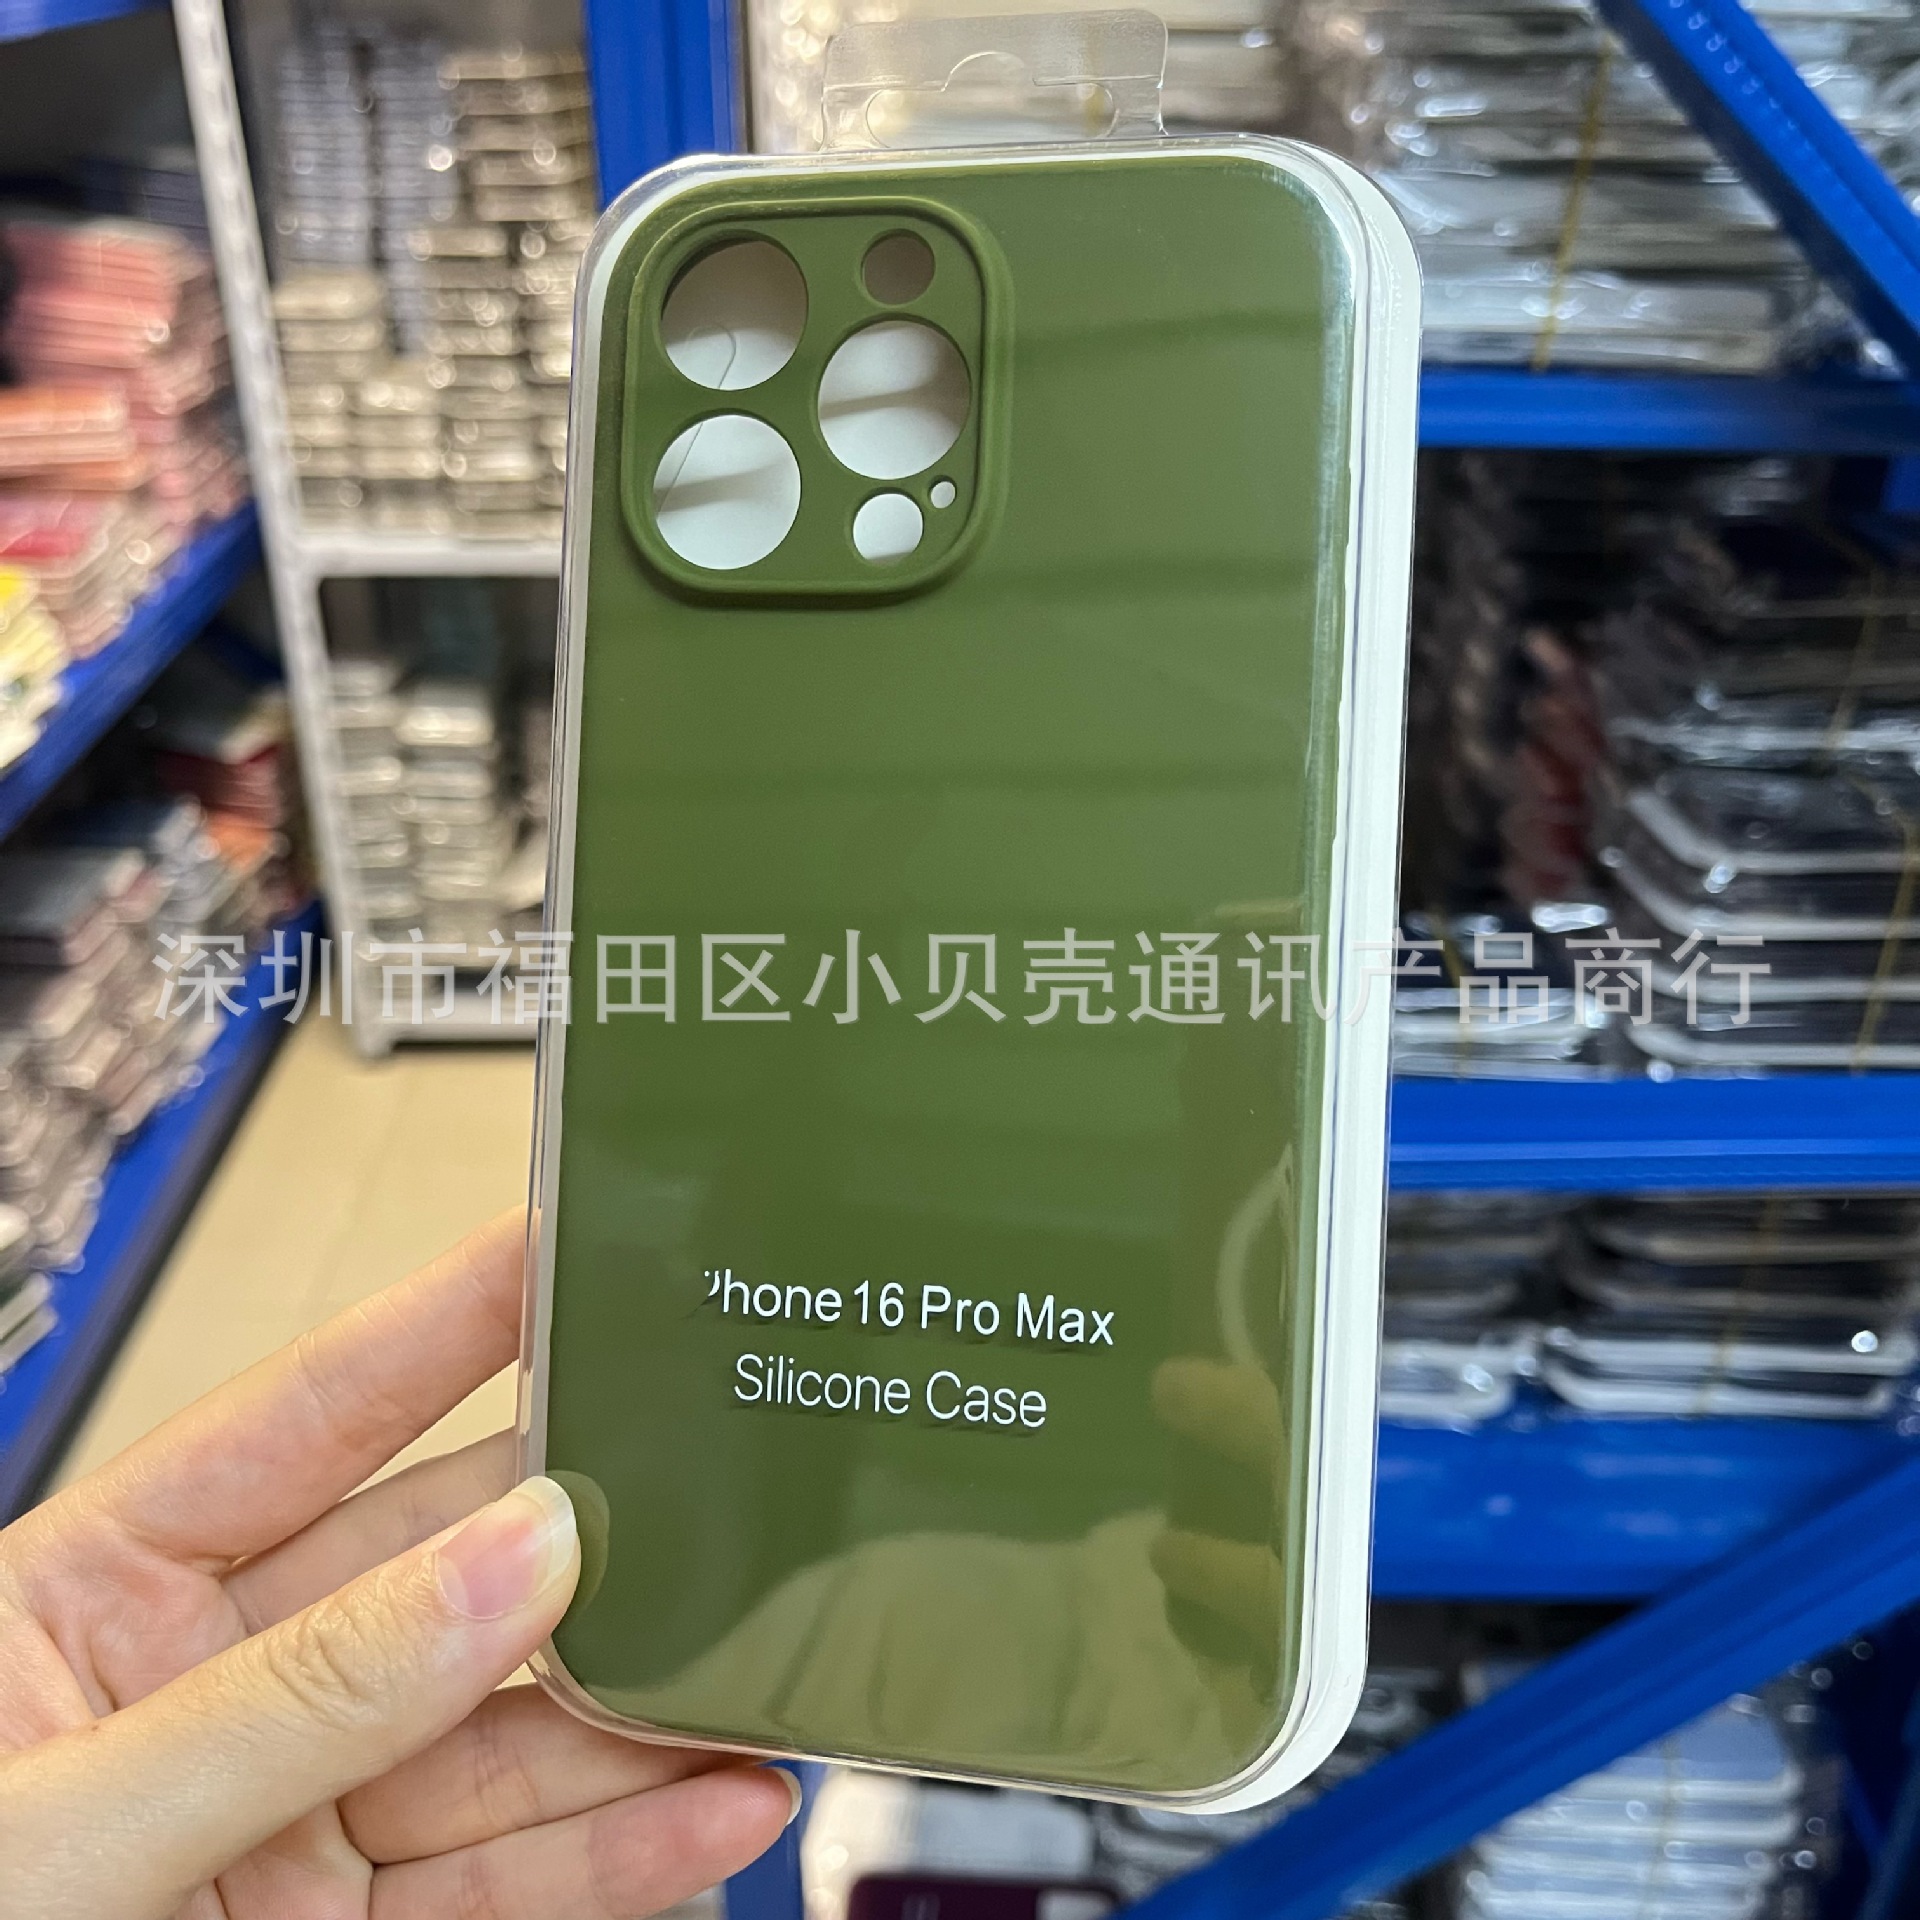 深圳市福田区小贝壳通讯产品商行
iPhone 16 Pro Max
Silicone Case